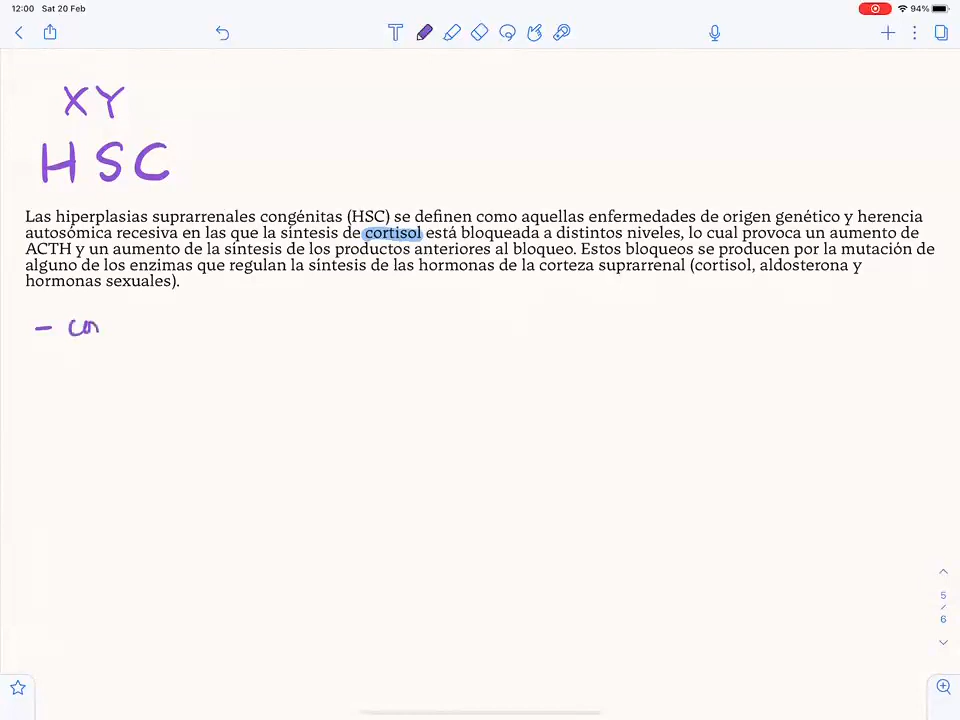 12:00 Sat 20 Feb 94%
XY
HSC
Las hiperplasias suprarrenales congénitas (HSC) se definen como aquellas enfermedades de origen genético y herencia
autosómica recesiva en las que la síntesis de cortisol está bloqueada a distintos niveles, lo cual provoca un aumento de
ACTH y un aumento de la síntesis de los productos anteriores al bloqueo. Estos bloqueos se producen por la mutación de
alguno de los enzimas que regulan la síntesis de las hormonas de la corteza suprarrenal (cortisol, aldosterona y
hormonas sexuales).
5
/
6